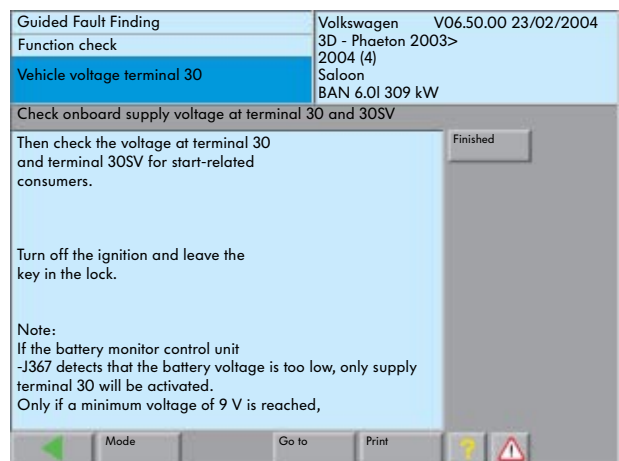 Guided Fault Finding
Function check
Vehicle voltage terminal 30
Volkswagen V06.50.00 23/02/2004
3D - Phaeton 2003>
2004 (4)
Saloon
BAN 6.0l 309 kW
Check onboard supply voltage at terminal 30 and 30SV
Then check the voltage at terminal 30
and terminal 30SV for start-related
consumers.
Turn off the ignition and leave the
key in the lock.
Note:
If the battery monitor control unit
-J367 detects that the battery voltage is too low, only supply
terminal 30 will be activated.
Only if a minimum voltage of 9 V is reached,
Finished
Mode
Go to
Print
?